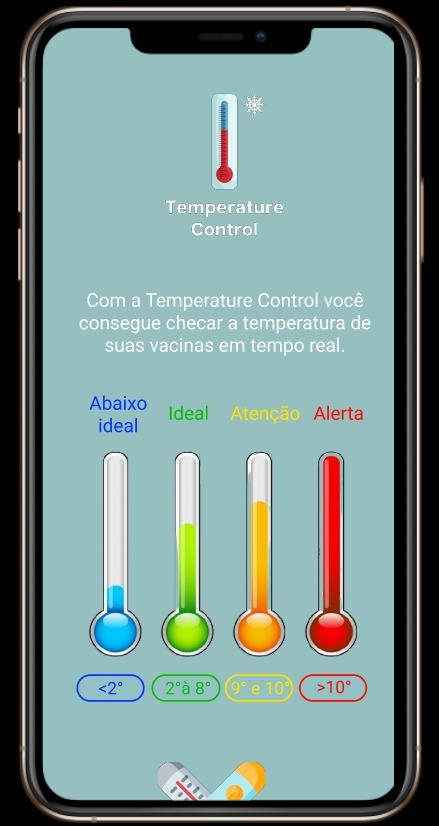 Temperature
Control
Com a Temperature Control você
consegue checar a temperatura de
suas vacinas em tempo real.
Abaixo
ideal
Ideal
Atenção
Alerta
<2°
2°à 8°
9° e 10°
>10°